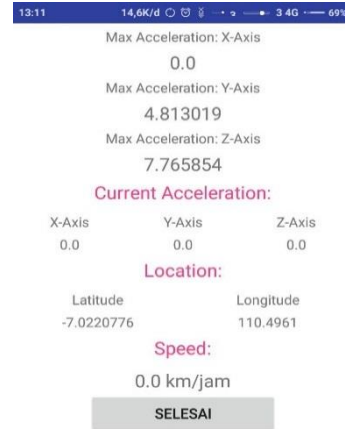 13:11 14,6K/d 3 4G 69%
Max Acceleration: X-Axis
0.0
Max Acceleration: Y-Axis
4.813019
Max Acceleration: Z-Axis
7.765854
Current Acceleration:
X-Axis Y-Axis Z-Axis
0.0 0.0 0.0
Location:
Latitude Longitude
-7.0220776 110.4961
Speed:
0.0 km/jam
SELESAI